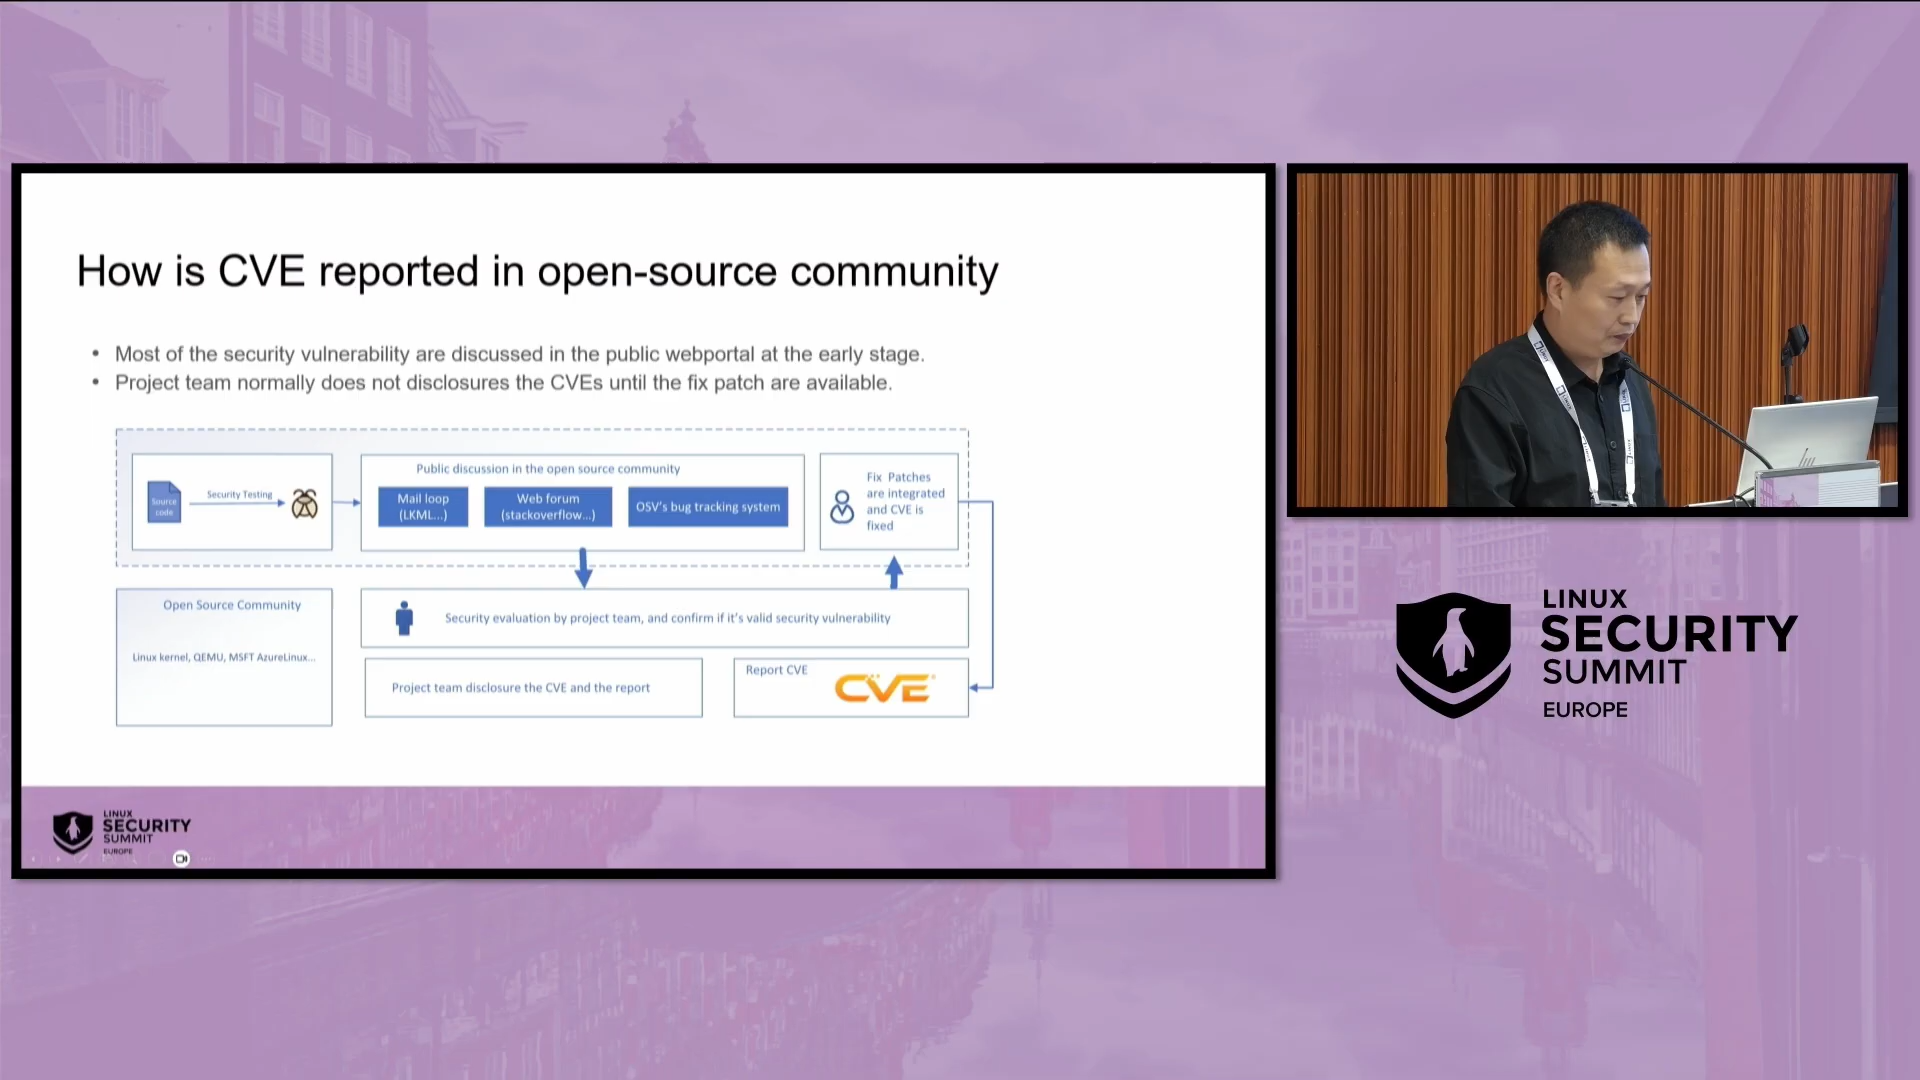 How is CVE reported in open-source community
• Most of the security vulnerability are discussed in the public webportal at the early stage.
• Project team normally does not disclosures the CVEs until the fix patch are available.
Source
code
Security Testing
Public discussion in the open source community
Mail loop
(LKML...)
Web forum
(stackoverflow...)
OSV's bug tracking system
Fix Patches
are integrated
and CVE is
fixed
Open Source Community
Linux kernel, QEMU, MSFT AzureLinux...
Security evaluation by project team, and confirm if it's valid security vulnerability
Project team disclosure the CVE and the report
Report CVE
CVE
LINUX
SECURITY
SUMMIT
EUROPE
LINUX
SECURITY
SUMMIT
EUROPE